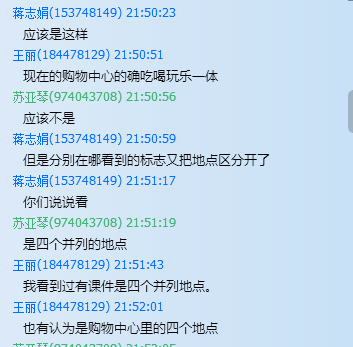 蒋志娟(153748149) 21:50:23
应该是这样
王丽(184478129) 21:50:51
现在的购物中心的确吃喝玩乐一体
苏亚琴(974043708) 21:50:56
应该不是
蒋志娟(153748149) 21:50:59
但是分别在哪看到的标志又把地点区分开了
蒋志娟(153748149) 21:51:17
你们说说看
苏亚琴(974043708) 21:51:19
是四个并列的地点
王丽(184478129) 21:51:43
我看到过有课件是四个并列地点。
王丽(184478129) 21:52:01
也有认为是购物中心里的四个地点